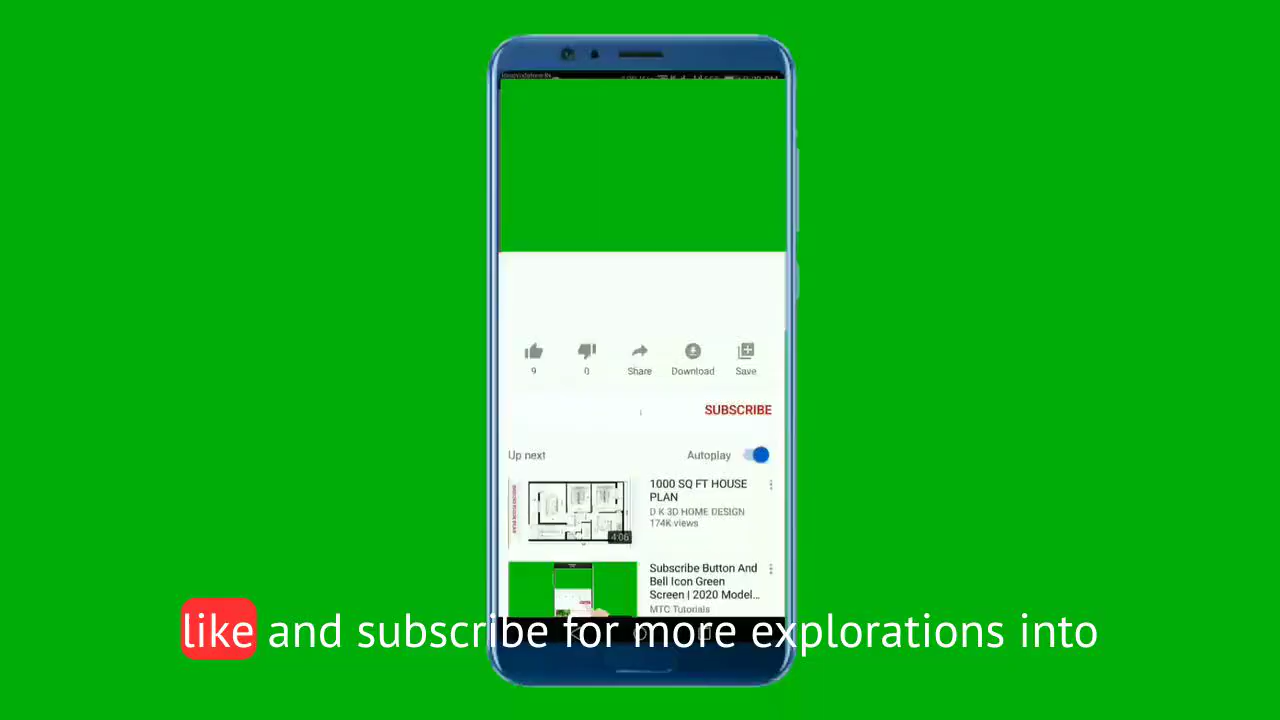 9
0
Share
Download
Save
SUBSCRIBE
Up next
Autoplay
1000 SQ FT HOUSE
PLAN
D K 3D HOME DESIGN
174K views
4:06
Subscribe Button And
Bell Icon Green
Screen | 2020 Model...
MTC Tutorials
like and subscribe for more explorations into